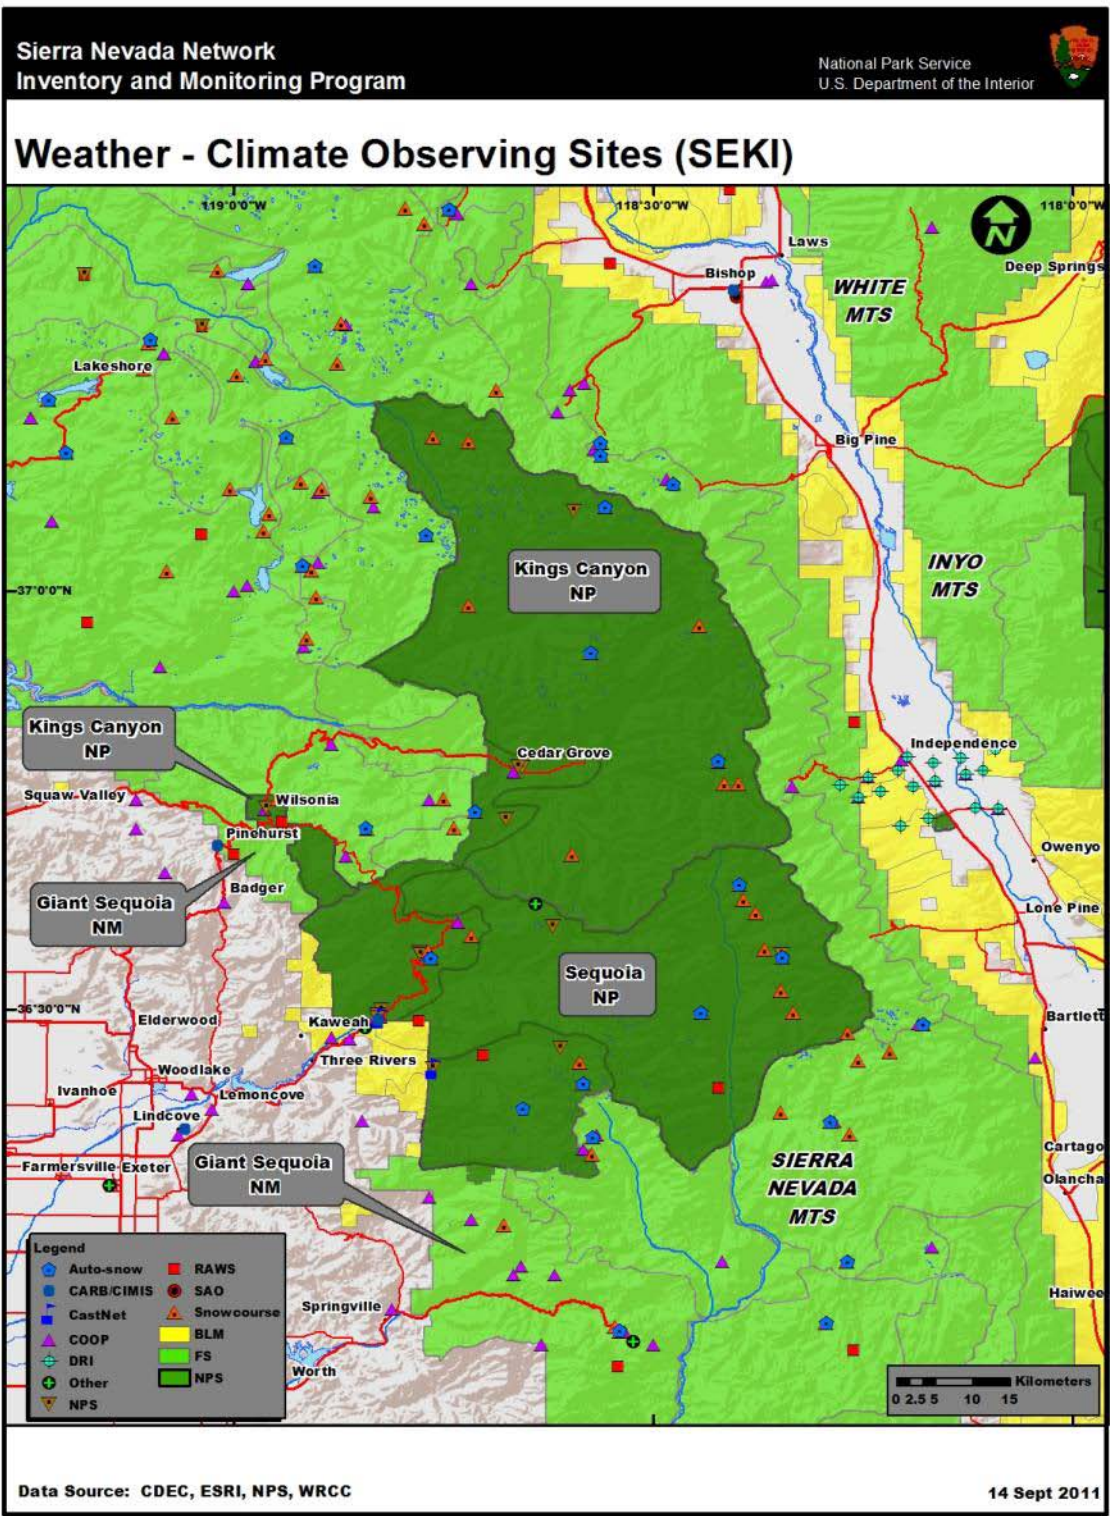 Sierra Nevada Network
Inventory and Monitoring Program
National Park Service
U.S. Department of the Interior
Weather - Climate Observing Sites (SEKI)
119°0'0"W
118°30'0"W
118°0'0"W
N
Laws
Deep Springs
Bishop
WHITE
MTS
Lakeshore
Big Pine
Kings Canyon
NP
INYO
MTS
37°0'0"N
Kings Canyon
NP
Cedar Grove
Independence
Squaw Valley
Wilsonia
Pinehurst
Owenyo
Badger
Giant Sequoia
NM
Lone Pine
Sequoia
NP
36°30'0"N
Elderwood
Kaweah
Bartlett
Three Rivers
Woodlake
Ivanhoe
Lemoncove
Lindcove
Cartago
Farmersville
Exeter
Giant Sequoia
NM
SIERRA
NEVADA
MTS
Olancha
Legend
Auto-snow
RAWS
CARB/CIMIS
SAO
CastNet
Snowcourse
COOP
BLM
DRI
FS
Other
NPS
NPS
Springville
Haiwee
Worth
Kilometers
0 2.5 5 10 15
Data Source: CDEC, ESRI, NPS, WRCC
14 Sept 2011